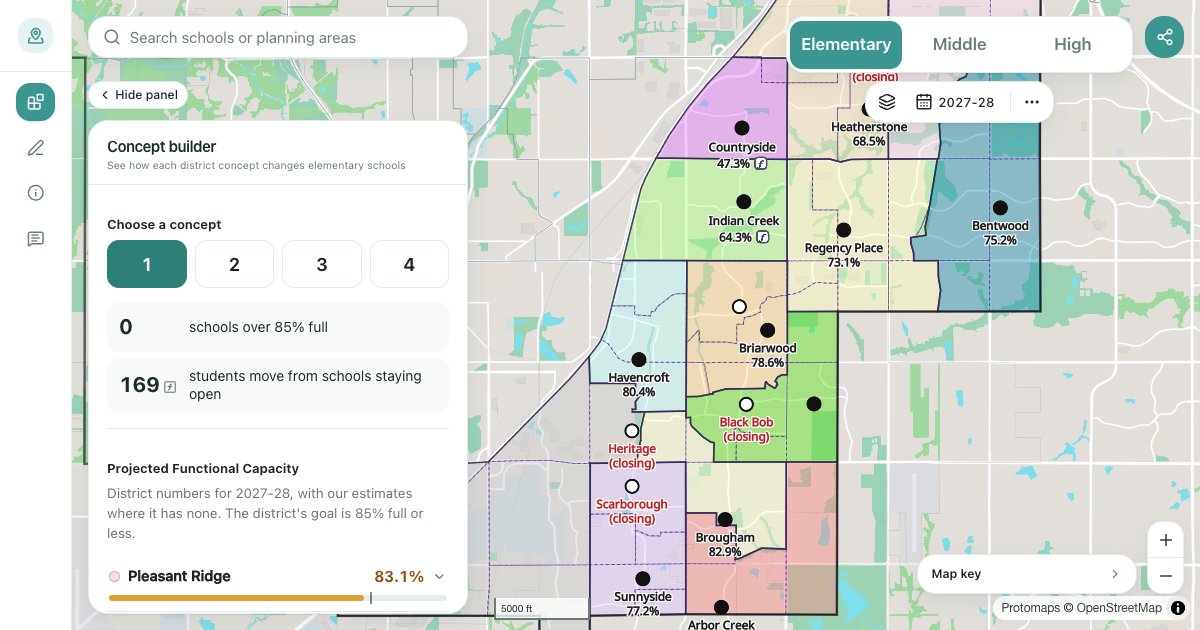 Search schools or planning areas
Elementary
Middle
High
Hide panel
2027-28
Concept builder
See how each district concept changes elementary schools
Choose a concept
1
2
3
4
0
schools over 85% full
169
students move from schools staying
open
Projected Functional Capacity
District numbers for 2027-28, with our estimates
where it has none. The district's goal is 85% full or
less.
Pleasant Ridge
83.1%
(closing)
Heatherstone
68.5%
Countryside
47.3%
Indian Creek
64.3%
Regency Place
73.1%
Bentwood
75.2%
Briarwood
78.6%
Havencroft
80.4%
Black Bob
(closing)
Heritage
(closing)
Scarborough
(closing)
Brougham
82.9%
Sunnyside
77.2%
Arbor Creek
5000 ft
Map key
Protomaps © OpenStreetMap